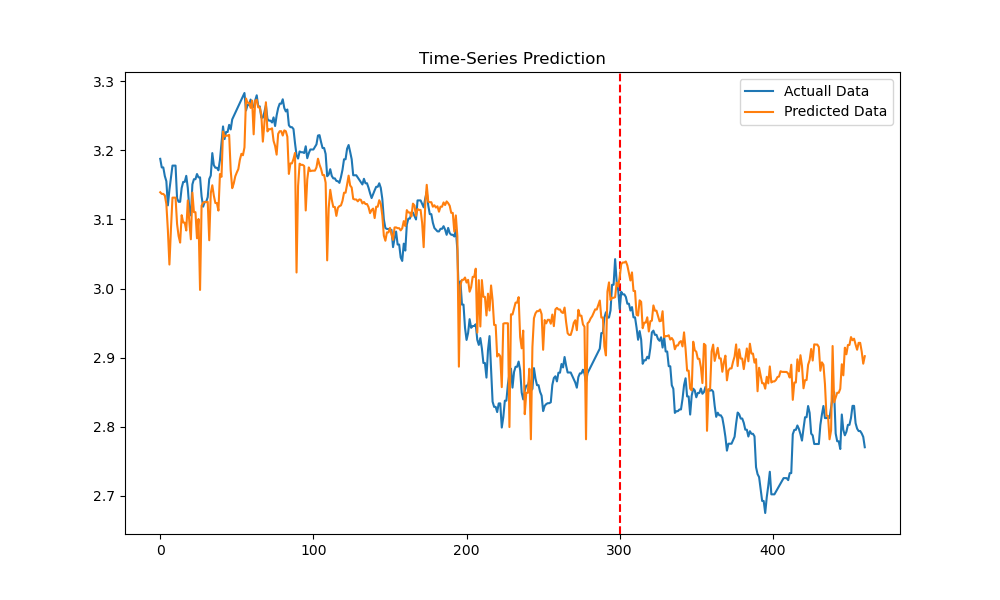 Time-Series Prediction
Actuall Data
Predicted Data
3.3
3.2
3.1
3.0
2.9
2.8
2.7
0 100 200 300 400